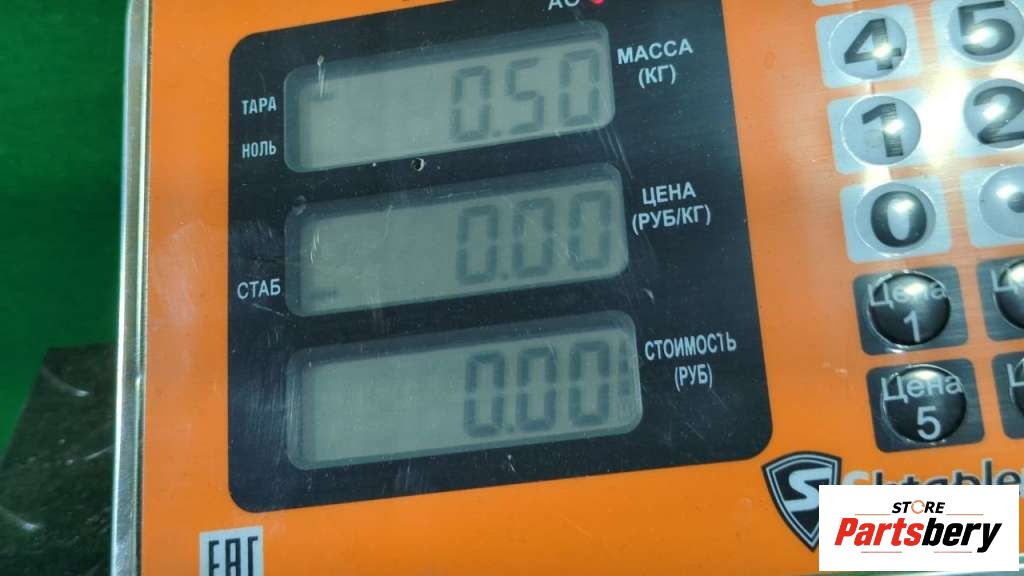 МАССА
(КГ)
0.50
ТАРА
НОЛЬ
ЦЕНА
(РУБ/КГ)
0.00
СТАБ
СТОИМОСТЬ
(РУБ)
0.00
4
5
1
2
0
Цена
1
Цена
5
S
EAC
STORE
Partsbery